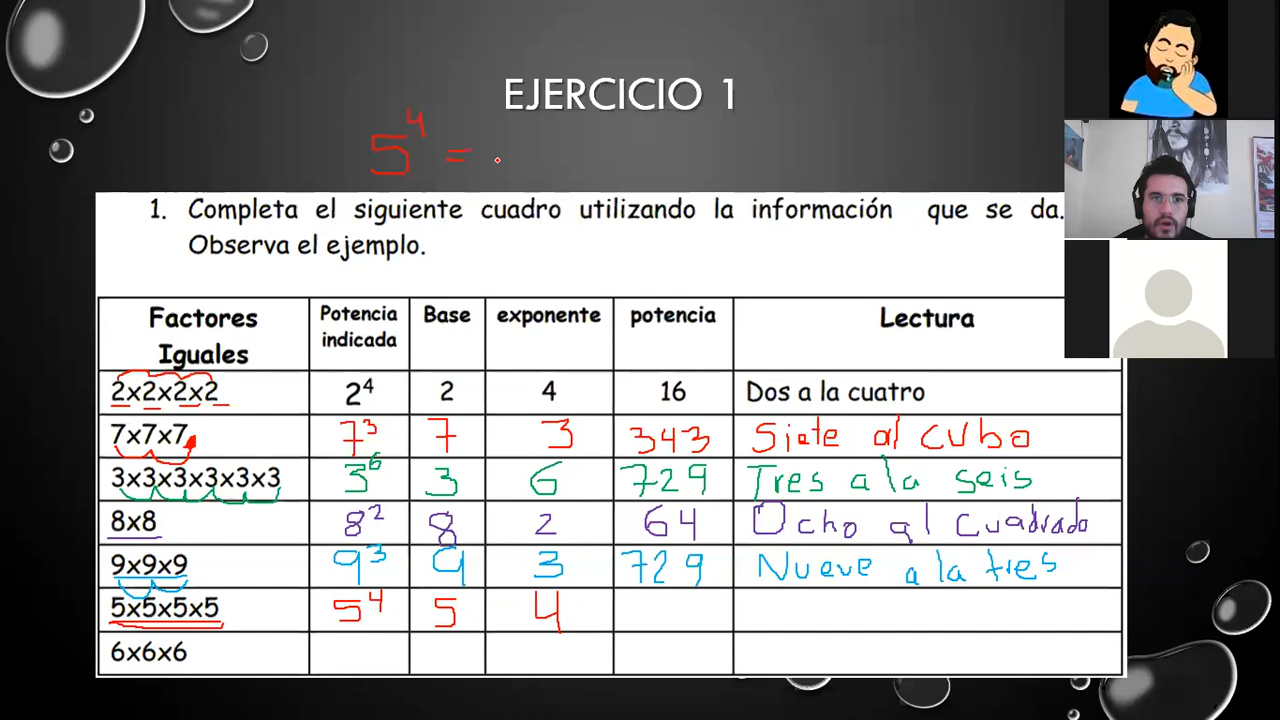 EJERCICIO 1
5⁴ =
1. Completa el siguiente cuadro utilizando la información que se da.
Observa el ejemplo.
Factores Iguales Potencia indicada Base exponente potencia Lectura
2x2x2x2 2⁴ 2 4 16 Dos a la cuatro
7x7x7 7³ 7 3 343 Siete al cubo
3x3x3x3x3x3 3⁶ 3 6 729 Tres a la seis
8x8 8² 8 2 64 Ocho al cuadrado
9x9x9 9³ 9 3 729 Nueve a la tres
5x5x5x5 5⁴ 5 4
6x6x6